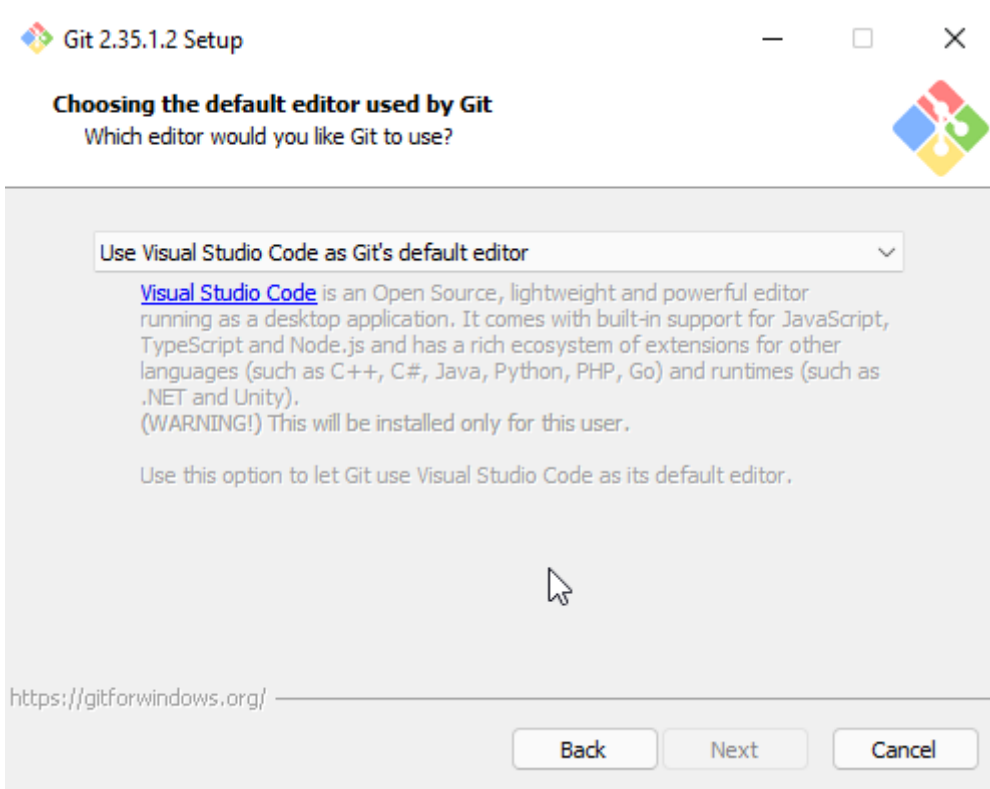 Git 2.35.1.2 Setup
Choosing the default editor used by Git
Which editor would you like Git to use?
Use Visual Studio Code as Git's default editor
Visual Studio Code is an Open Source, lightweight and powerful editor
running as a desktop application. It comes with built-in support for JavaScript,
TypeScript and Node.js and has a rich ecosystem of extensions for other
languages (such as C++, C#, Java, Python, PHP, Go) and runtimes (such as
.NET and Unity).
(WARNING!) This will be installed only for this user.
Use this option to let Git use Visual Studio Code as its default editor.
https://gitforwindows.org/
Back Next Cancel